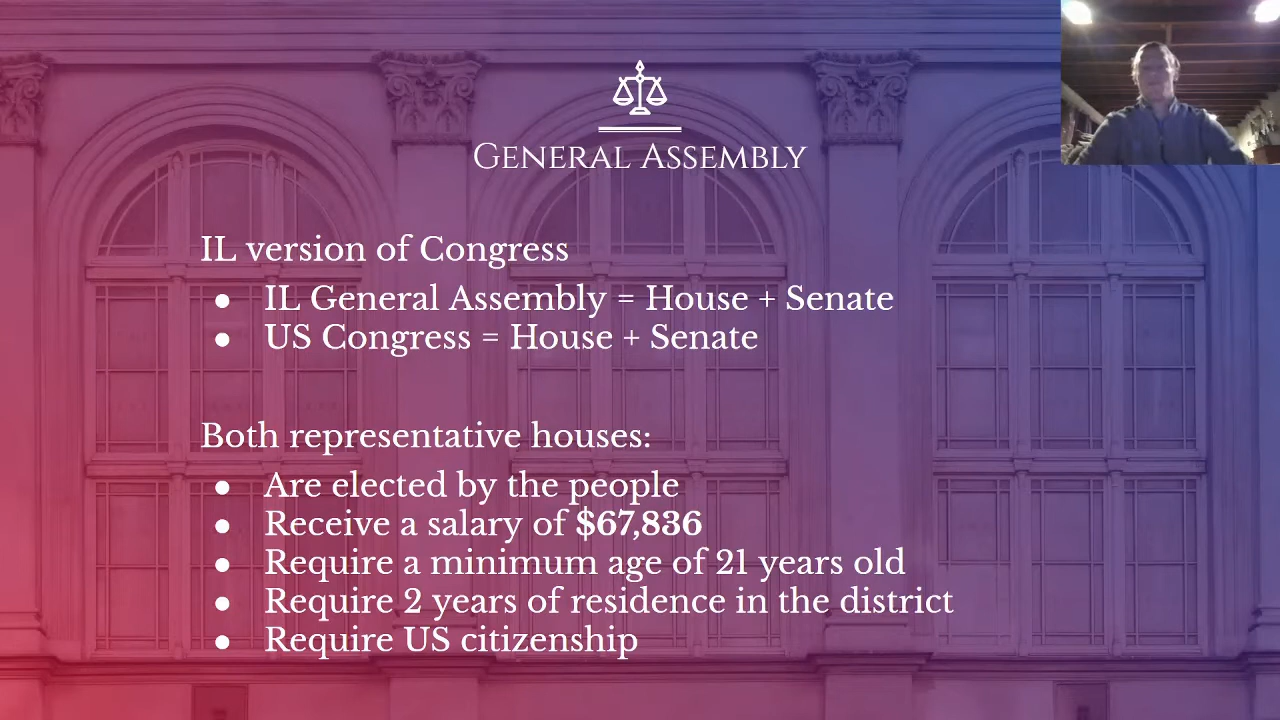 General Assembly
IL version of Congress
● IL General Assembly = House + Senate
● US Congress = House + Senate
Both representative houses:
● Are elected by the people
● Receive a salary of $67,836
● Require a minimum age of 21 years old
● Require 2 years of residence in the district
● Require US citizenship